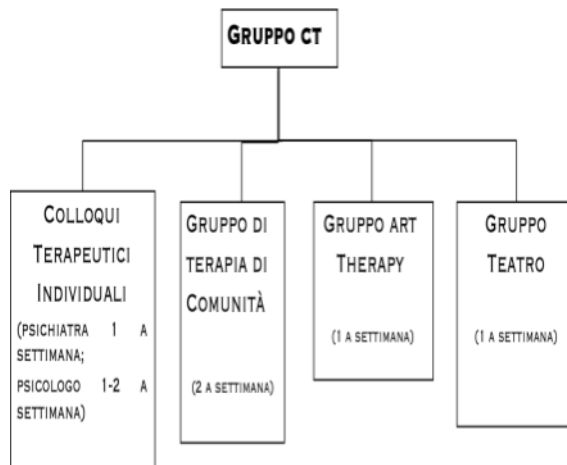 GRUPPO CT
COLLOQUI
TERAPEUTICI
INDIVIDUALI
(PSICHIATRA 1 A
SETTIMANA;
PSICOLOGO 1-2 A
SETTIMANA)
GRUPPO DI
TERAPIA DI
COMUNITÀ
(2 A SETTIMANA)
GRUPPO ART
THERAPY
(1 A SETTIMANA)
GRUPPO
TEATRO
(1 A SETTIMANA)